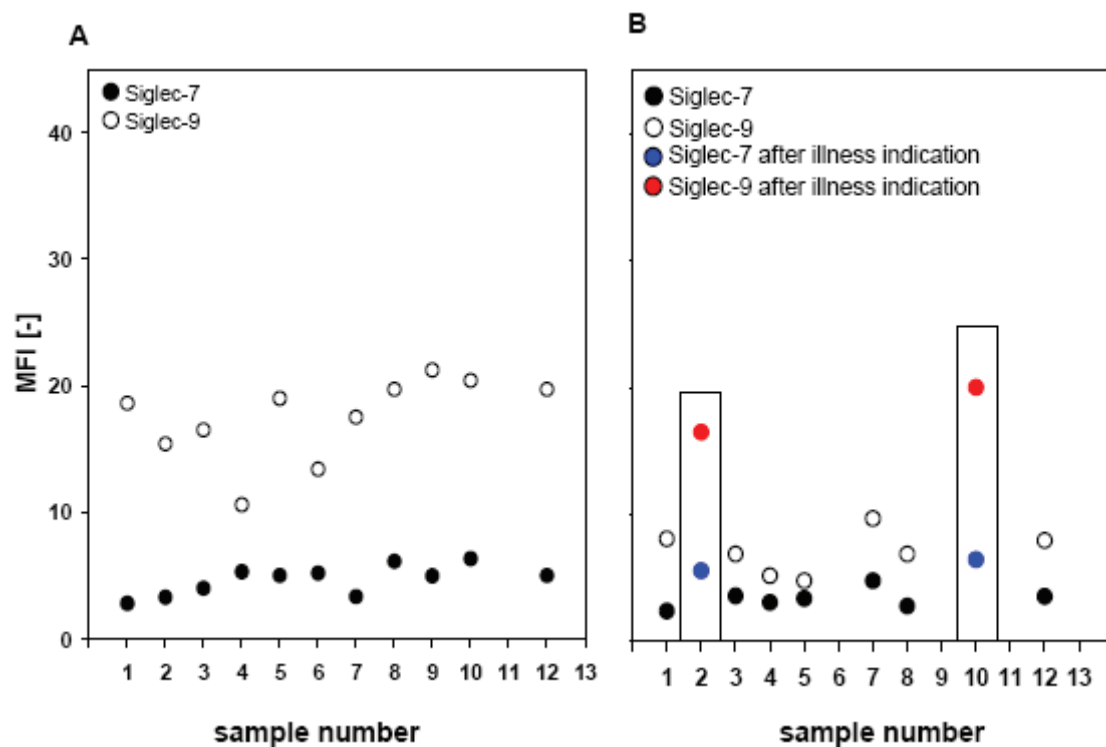 A
Siglec-7
Siglec-9
40
30
20
10
0
MFI [-]
1 2 3 4 5 6 7 8 9 10 11 12 13
sample number
B
Siglec-7
Siglec-9
Siglec-7 after illness indication
Siglec-9 after illness indication
1 2 3 4 5 7 8 9 10 11 12 13
sample number